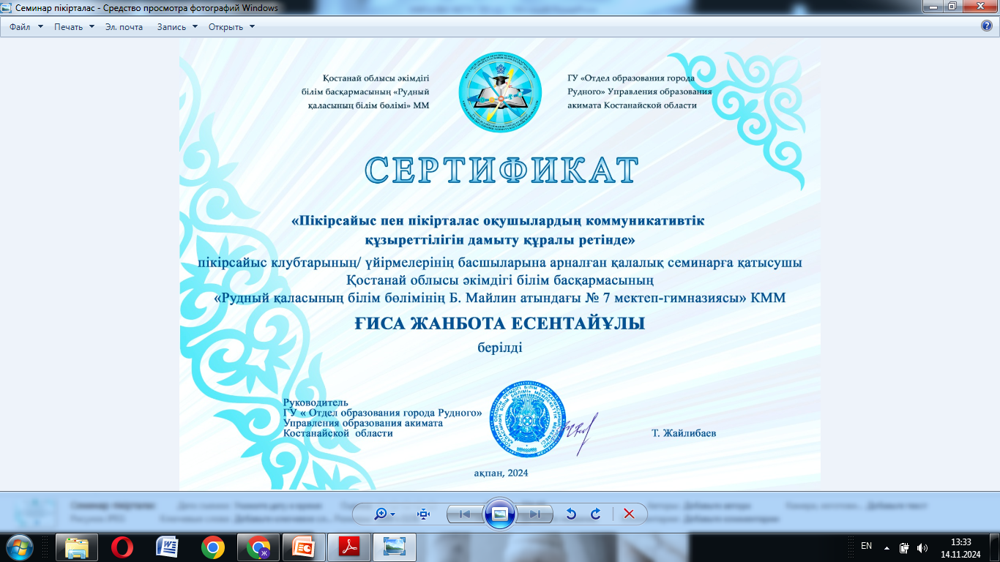 Семинар пікірталас - Средство просмотра фотографий Windows
Файл Печать Эл. почта Запись Открыть
Қостанай облысы әкімдігі
білім басқармасының «Рудный
қаласының білім бөлімі» ММ
ГУ «Отдел образования города
Рудного» Управления образования
акимата Костанайской области
СЕРТИФИКАТ
«Пікірсайыс пен пікірталас оқушылардың коммуникативтік
құзыреттілігін дамыту құралы ретінде»
пікірсайыс клубтарының/ үйірмелерінің басшыларына арналған қалалық семинарға қатысушы
Қостанай облысы әкімдігі білім басқармасының
«Рудный қаласының білім бөлімінің Б. Майлин атындағы № 7 мектеп-гимназиясы» КММ
ҒИСА ЖАНБОТА ЕСЕНТАЙҰЛЫ
берілді
Руководитель
ГУ « Отдел образования города Рудного»
Управления образования акимата
Костанайской области
Т. Жайлибаев
ақпан, 2024
EN
13:33
14.11.2024